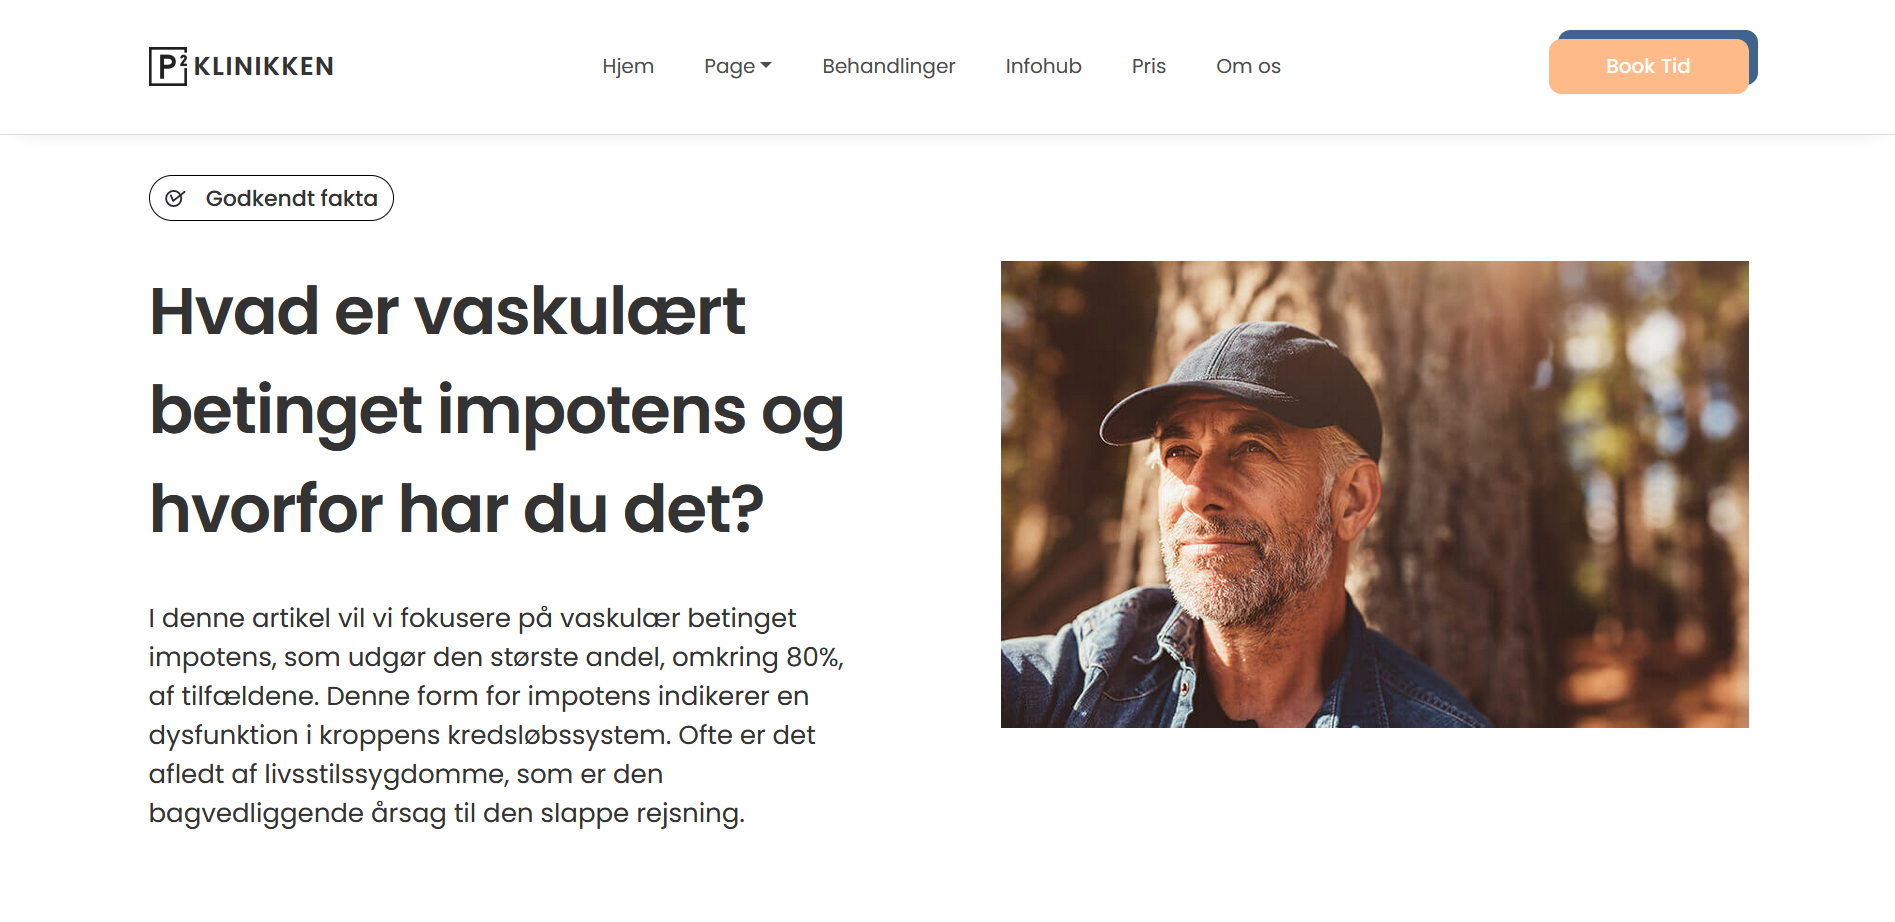 P² KLINIKKEN
Hjem Page Behandlinger Infohub Pris Om os
Book Tid
Godkendt fakta
Hvad er vaskulært
betinget impotens og
hvorfor har du det?
I denne artikel vil vi fokusere på vaskulær betinget
impotens, som udgør den største andel, omkring 80%,
af tilfældene. Denne form for impotens indikerer en
dysfunktion i kroppens kredsløbssystem. Ofte er det
afledt af livsstilssygdomme, som er den
bagvedliggende årsag til den slappe rejsning.